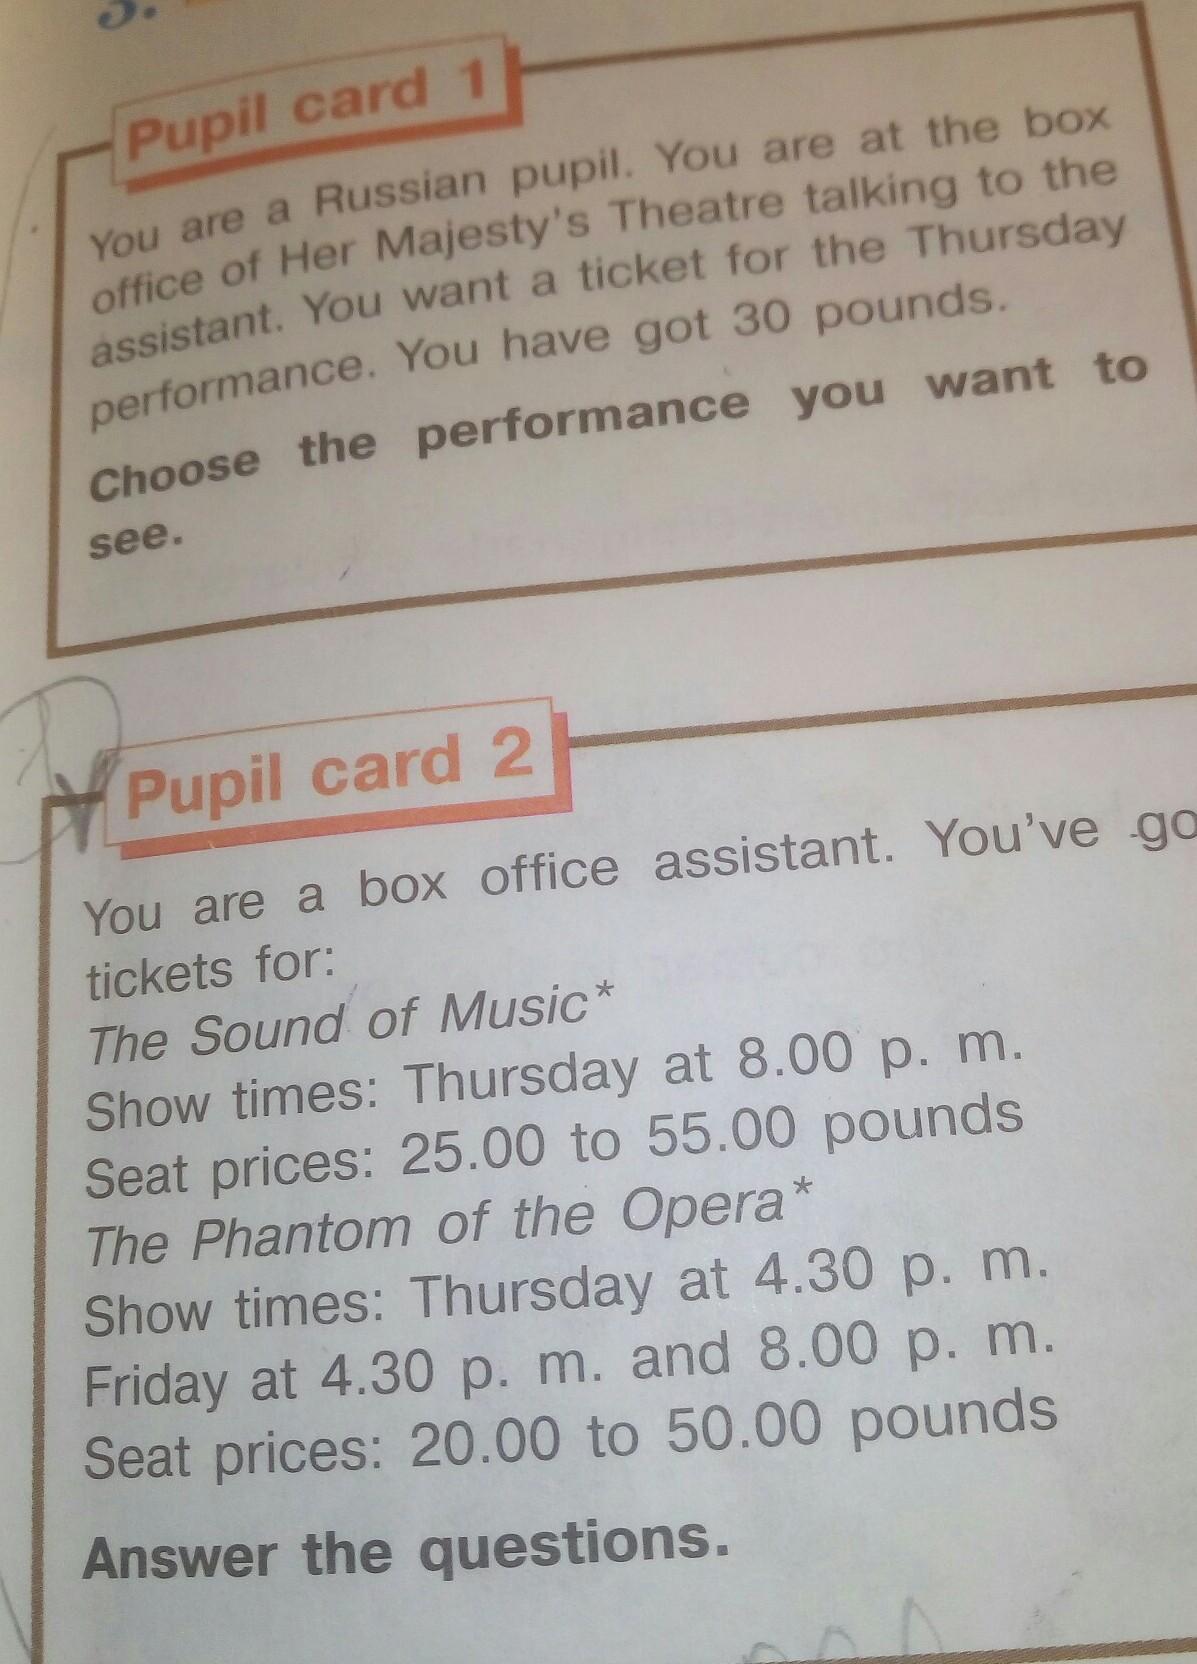 3.
Pupil card 1
You are a Russian pupil. You are at the box
office of Her Majesty's Theatre talking to the
assistant. You want a ticket for the Thursday
performance. You have got 30 pounds.
Choose the performance you want to
see.
Pupil card 2
You are a box office assistant. You've go
tickets for:
The Sound of Music*
Show times: Thursday at 8.00 p. m.
Seat prices: 25.00 to 55.00 pounds
The Phantom of the Opera*
Show times: Thursday at 4.30 p. m.
Friday at 4.30 p. m. and 8.00 p. m.
Seat prices: 20.00 to 50.00 pounds
Answer the questions.